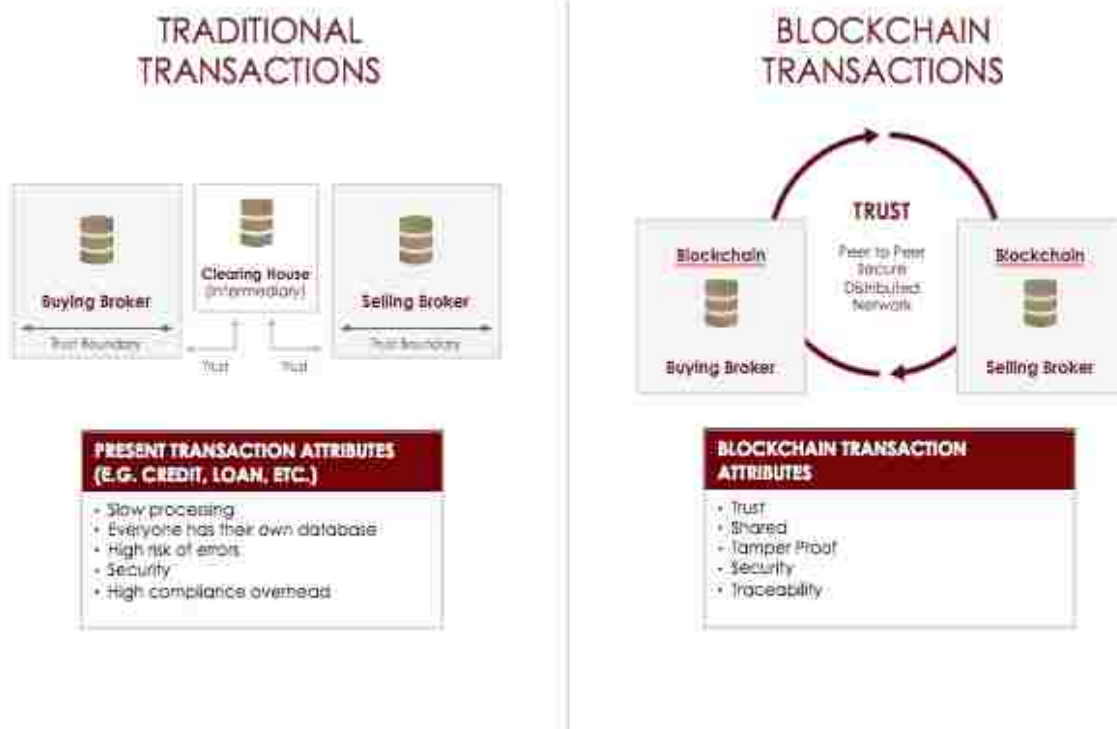 TRADITIONAL
TRANSACTIONS
Buying Broker
Trust Boundary
Clearing House
(Intermediary)
Trust
Trust
Selling Broker
Trust Boundary
PRESENT TRANSACTION ATTRIBUTES
(E.G. CREDIT, LOAN, ETC.)
• Slow processing
• Everyone has their own database
• High risk of errors
• Security
• High compliance overhead
BLOCKCHAIN
TRANSACTIONS
Blockchain
Buying Broker
TRUST
Peer to Peer
Secure
Distributed
Network
Blockchain
Selling Broker
BLOCKCHAIN TRANSACTION
ATTRIBUTES
• Trust
• Shared
• Tamper Proof
• Security
• Traceability